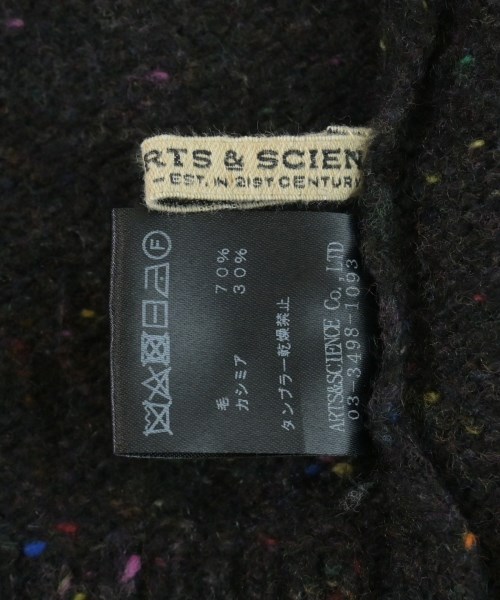 RTS & SCIEN
— EST. IN 21ST CENTURY
毛 70%
カシミア 30%
タンブラー乾燥禁止
ARTS&SCIENCE Co., LTD
03-3498-1093
F